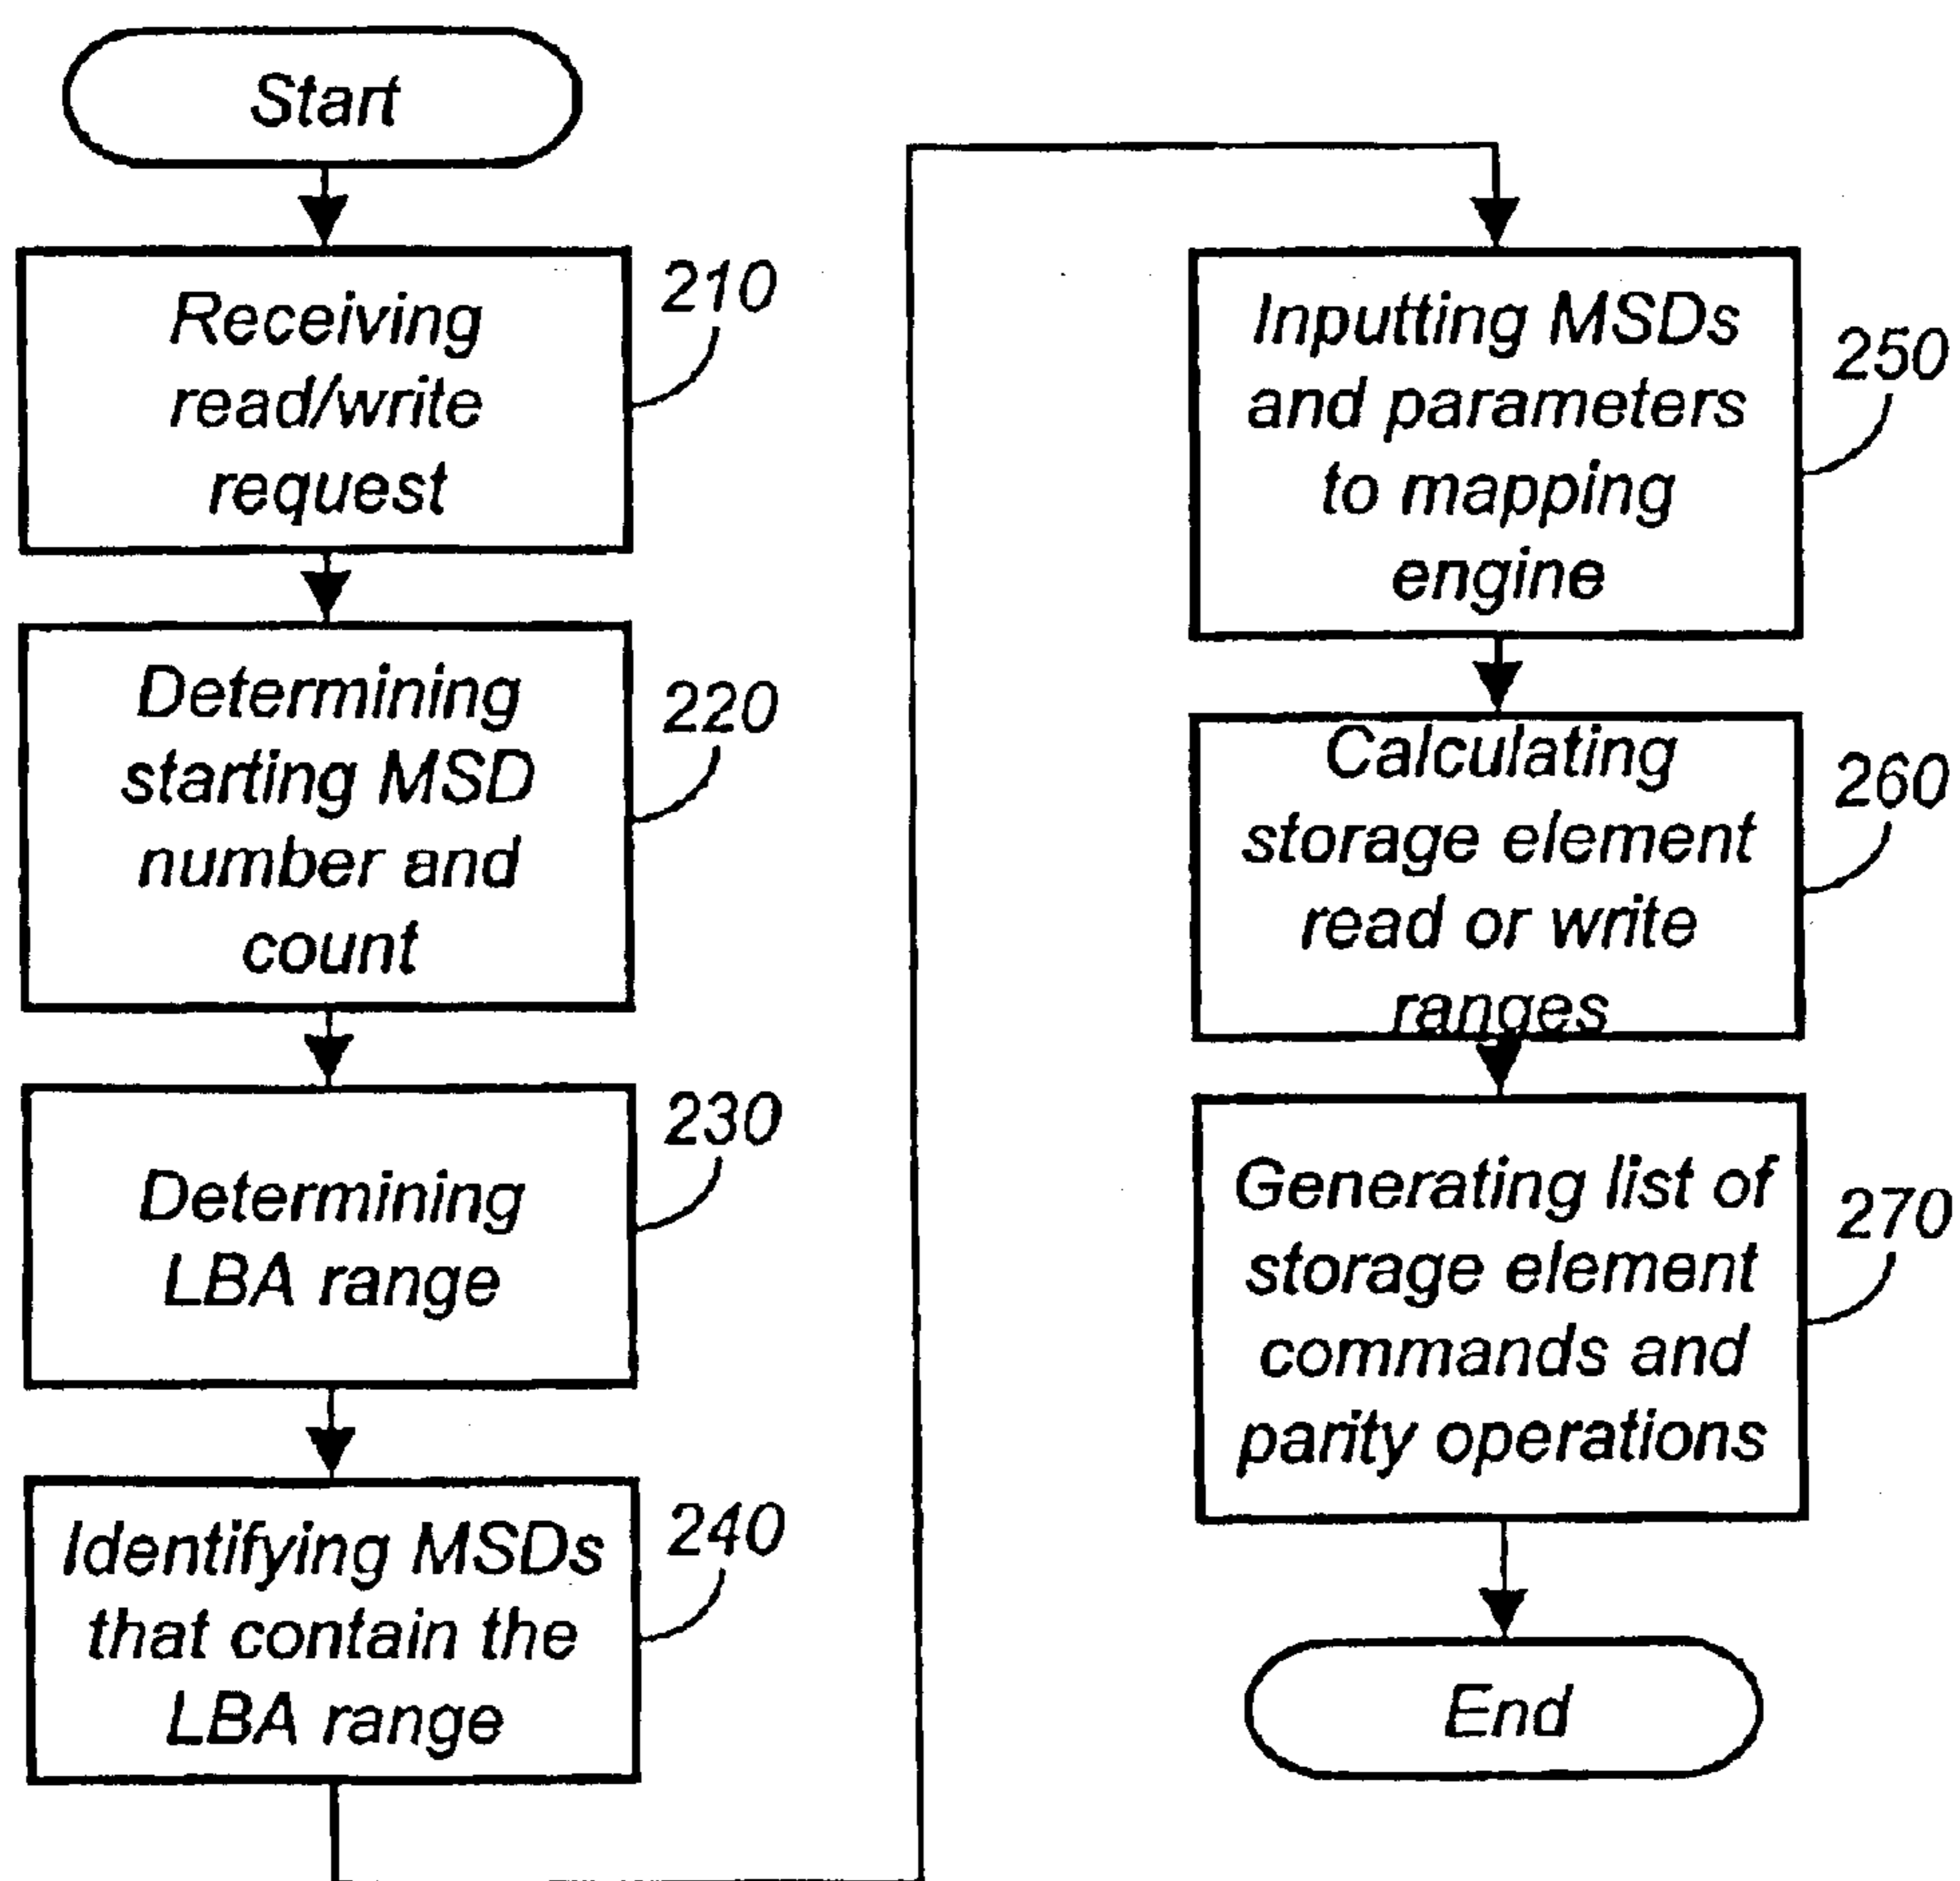 Start
Receiving
read/write
request
210
Determining
starting MSD
number and
count
220
Determining
LBA range
230
Identifying MSDs
that contain the
LBA range
240
Inputting MSDs
and parameters
to mapping
engine
250
Calculating
storage element
read or write
ranges
260
Generating list of
storage element
commands and
parity operations
270
End